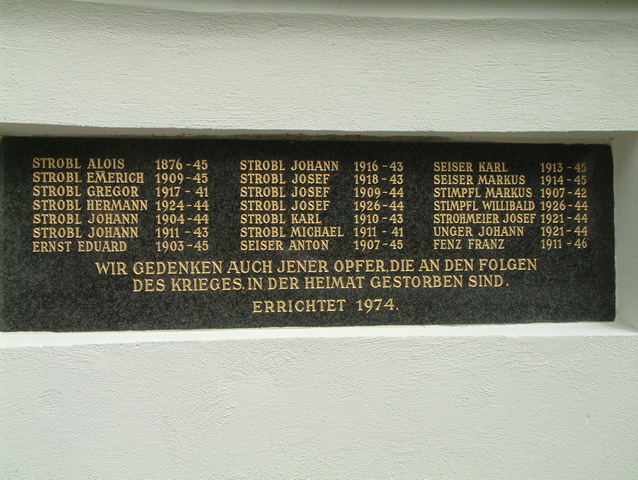 STROBL ALOIS 1876-45
STROBL EMERICH 1909-45
STROBL GREGOR 1917-41
STROBL HERMANN 1924-44
STROBL JOHANN 1904-44
STROBL JOHANN 1911-43
ERNST EDUARD 1903-45
STROBL JOHANN 1916-43
STROBL JOSEF 1918-43
STROBL JOSEF 1909-44
STROBL JOSEF 1926-44
STROBL KARL 1910-43
STROBL MICHAEL 1911-41
SEISER ANTON 1907-45
SEISER KARL 1913-45
SEISER MARKUS 1914-45
STIMPFL MARKUS 1907-42
STIMPFL WILLIBALD 1926-44
STROHMEIER JOSEF 1921-44
UNGER JOHANN 1921-44
FENZ FRANZ 1911-46
WIR GEDENKEN AUCH JENER OPFER, DIE AN DEN FOLGEN
DES KRIEGES, IN DER HEIMAT GESTORBEN SIND.
ERRICHTET 1974.